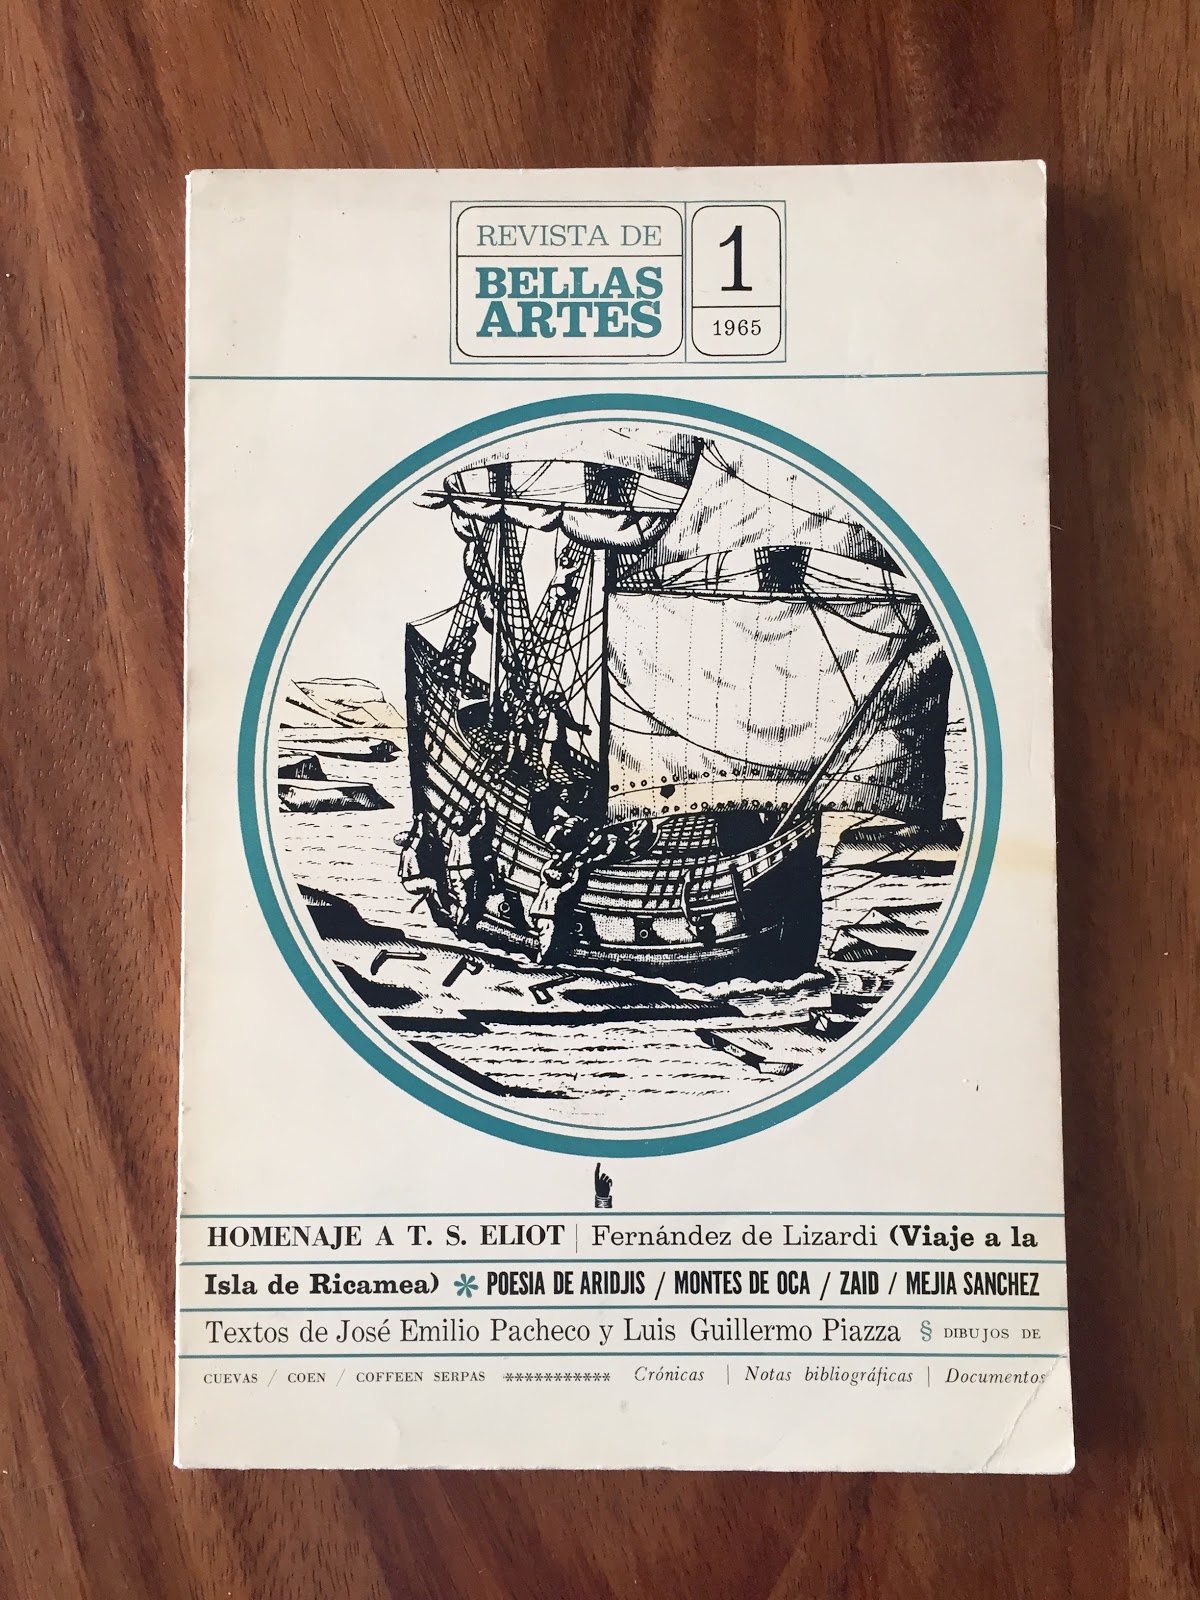 REVISTA DE
BELLAS
ARTES
1
1965
HOMENAJE A T. S. ELIOT | Fernández de Lizardi (Viaje a la
Isla de Ricamea) * POESIA DE ARIDJIS / MONTES DE OCA / ZAID / MEJIA SANCHEZ
Textos de José Emilio Pacheco y Luis Guillermo Piazza § DIBUJOS DE
CUEVAS / COEN / COFFEEN SERPAS *********** Crónicas | Notas bibliográficas | Documentos